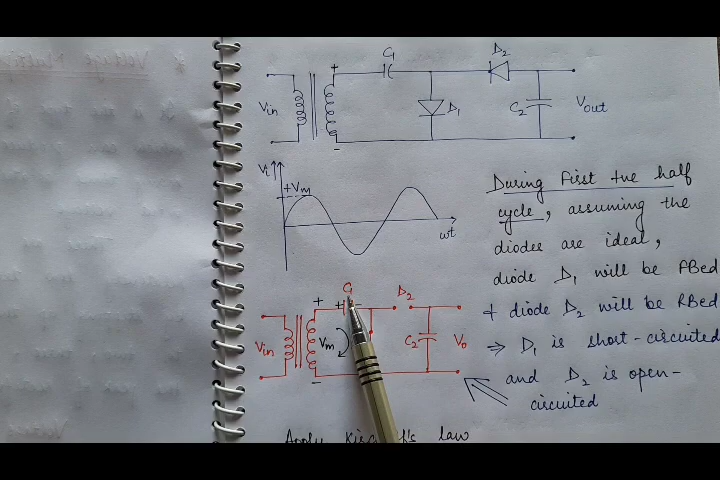 C1 D2
+
Vin D1 C2 Vout
-
Vi
+Vm
ωt
During First +ve half
cycle, assuming the
diodes are ideal,
diode D1 will be FBed
+ diode D2 will be RBed
→ D1 is short-circuited
and D2 is open-
circuited
C1 D2
+ +
Vin Vm C2 Vo
-
Apply law